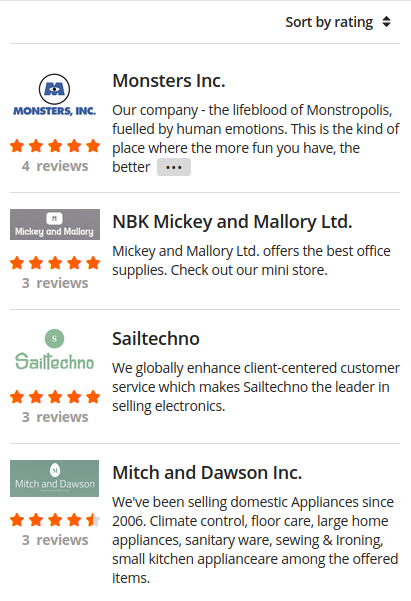 Sort by rating
Monsters Inc.
M
MONSTERS, INC.
Our company - the lifeblood of Monstropolis,
fuelled by human emotions. This is the kind of
place where the more fun you have, the
better ...
4 reviews
NBK Mickey and Mallory Ltd.
M
Mickey and Mallory
Mickey and Mallory Ltd. offers the best office
supplies. Check out our mini store.
3 reviews
Sailtechno
S
Sailtechno
We globally enhance client-centered customer
service which makes Sailtechno the leader in
selling electronics.
3 reviews
Mitch and Dawson Inc.
M
Mitch and Dawson
We've been selling domestic Appliances since
2006. Climate control, floor care, large home
appliances, sanitary ware, sewing & Ironing,
small kitchen applianceare among the offered
items.
3 reviews